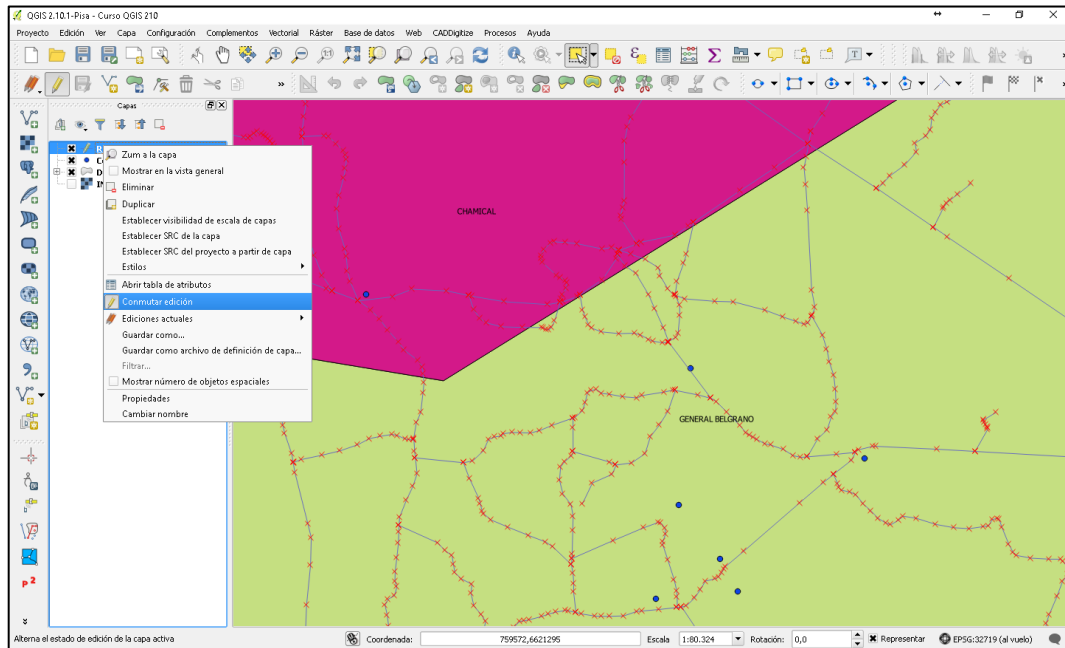 QGIS 2.10.1-Pisa - Curso QGIS 210
Proyecto Edición Ver Capa Configuración Complementos Vectorial Ráster Base de datos Web CADDigitize Procesos Ayuda
Capas
Zum a la capa
Mostrar en la vista general
Eliminar
Duplicar
Establecer visibilidad de escala de capas
Establecer SRC de la capa
Establecer SRC del proyecto a partir de capa
Estilos
Abrir tabla de atributos
Conmutar edición
Ediciones actuales
Guardar como...
Guardar como archivo de definición de capa...
Filtrar...
Mostrar número de objetos espaciales
Propiedades
Cambiar nombre
CHAMICAL
GENERAL BELGRANO
Alterna el estado de edición de la capa activa
Coordenada: 759572,6621295 Escala 1:80.324 Rotación: 0,0 Representar EPSG:32719 (al vuelo)